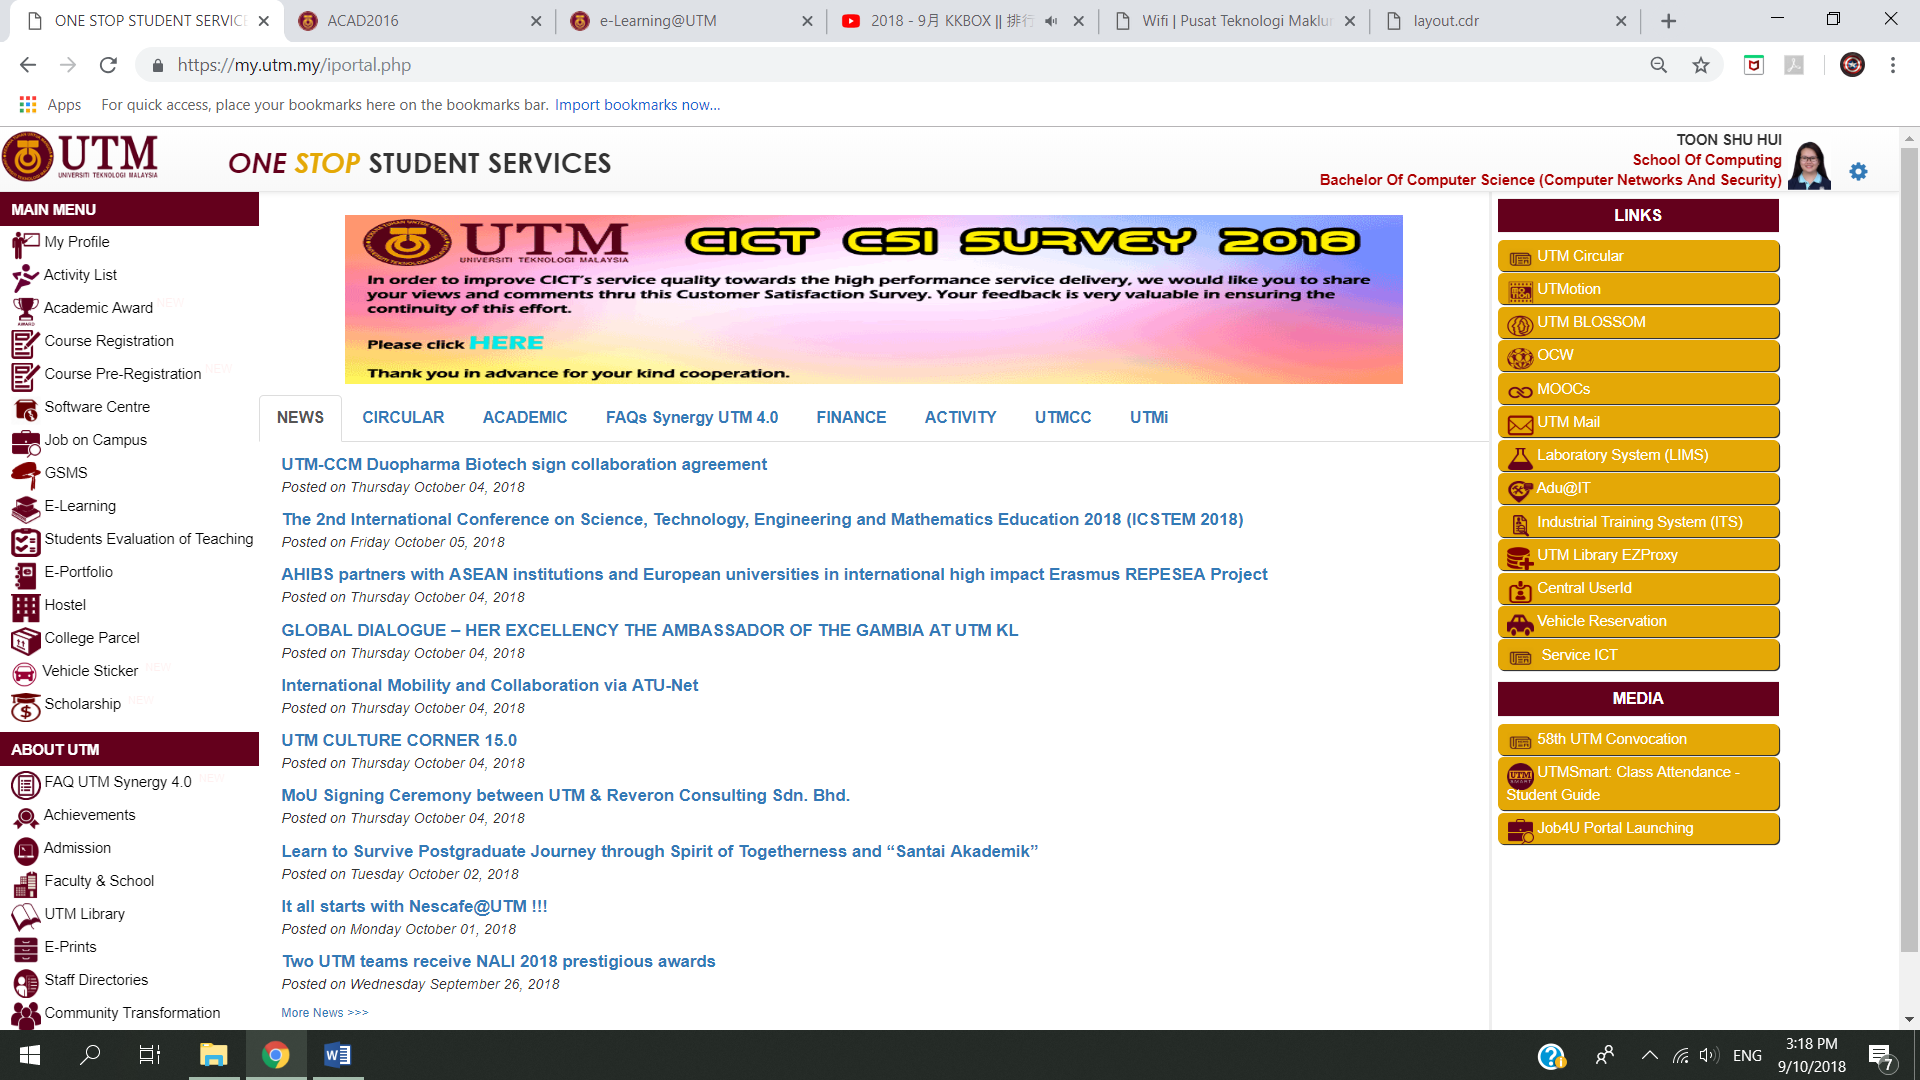 ONE STOP STUDENT SERVICE
ACAD2016
e-Learning@UTM
2018 - 9月 KKBOX || 排行
Wifi | Pusat Teknologi Maklu
layout.cdr
https://my.utm.my/iportal.php
Apps
For quick access, place your bookmarks here on the bookmarks bar. Import bookmarks now...
UTM
UNIVERSITI TEKNOLOGI MALAYSIA
ONE STOP STUDENT SERVICES
TOON SHU HUI
School Of Computing
Bachelor Of Computer Science (Computer Networks And Security)
MAIN MENU
My Profile
Activity List
Academic Award NEW
Course Registration
Course Pre-Registration NEW
Software Centre
Job on Campus
GSMS
E-Learning
Students Evaluation of Teaching
E-Portfolio
Hostel
College Parcel
Vehicle Sticker NEW
Scholarship NEW
ABOUT UTM
FAQ UTM Synergy 4.0 NEW
Achievements
Admission
Faculty & School
UTM Library
E-Prints
Staff Directories
Community Transformation
UTM
UNIVERSITI TEKNOLOGI MALAYSIA
CICT CSI SURVEY 2018
In order to improve CICT's service quality towards the high performance service delivery, we would like you to share
your views and comments thru this Customer Satisfaction Survey. Your feedback is very valuable in ensuring the
continuity of this effort.
Please click HERE
Thank you in advance for your kind cooperation.
NEWS
CIRCULAR
ACADEMIC
FAQs Synergy UTM 4.0
FINANCE
ACTIVITY
UTMCC
UTMi
UTM-CCM Duopharma Biotech sign collaboration agreement
Posted on Thursday October 04, 2018
The 2nd International Conference on Science, Technology, Engineering and Mathematics Education 2018 (ICSTEM 2018)
Posted on Friday October 05, 2018
AHIBS partners with ASEAN institutions and European universities in international high impact Erasmus REPESEA Project
Posted on Thursday October 04, 2018
GLOBAL DIALOGUE – HER EXCELLENCY THE AMBASSADOR OF THE GAMBIA AT UTM KL
Posted on Thursday October 04, 2018
International Mobility and Collaboration via ATU-Net
Posted on Thursday October 04, 2018
UTM CULTURE CORNER 15.0
Posted on Thursday October 04, 2018
MoU Signing Ceremony between UTM & Reveron Consulting Sdn. Bhd.
Posted on Thursday October 04, 2018
Learn to Survive Postgraduate Journey through Spirit of Togetherness and “Santai Akademik”
Posted on Tuesday October 02, 2018
It all starts with Nescafe@UTM !!!
Posted on Monday October 01, 2018
Two UTM teams receive NALI 2018 prestigious awards
Posted on Wednesday September 26, 2018
More News >>>
LINKS
UTM Circular
UTMotion
UTM BLOSSOM
OCW
MOOCs
UTM Mail
Laboratory System (LIMS)
Adu@IT
Industrial Training System (ITS)
UTM Library EZProxy
Central UserId
Vehicle Reservation
Service ICT
MEDIA
58th UTM Convocation
UTMSmart: Class Attendance -
Student Guide
Job4U Portal Launching
ENG
3:18 PM
9/10/2018
7